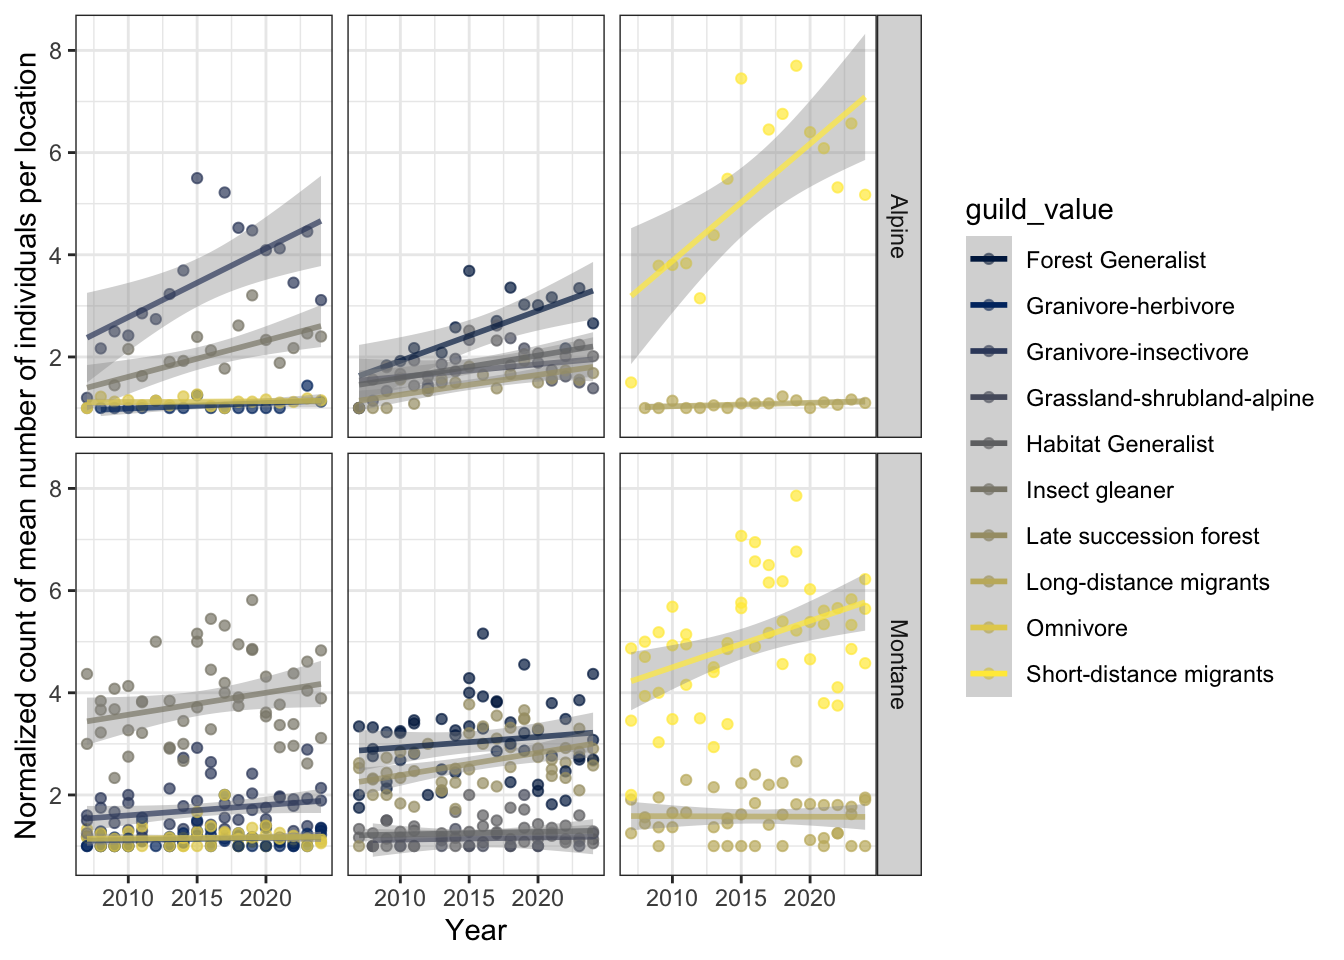 Normalized count of mean number of individuals per location
8
6
4
2
Alpine
8
6
4
2
Montane
2010 2015 2020 2010 2015 2020 2010 2015 2020
Year
guild_value
Forest Generalist
Granivore-herbivore
Granivore-insectivore
Grassland-shrubland-alpine
Habitat Generalist
Insect gleaner
Late succession forest
Long-distance migrants
Omnivore
Short-distance migrants